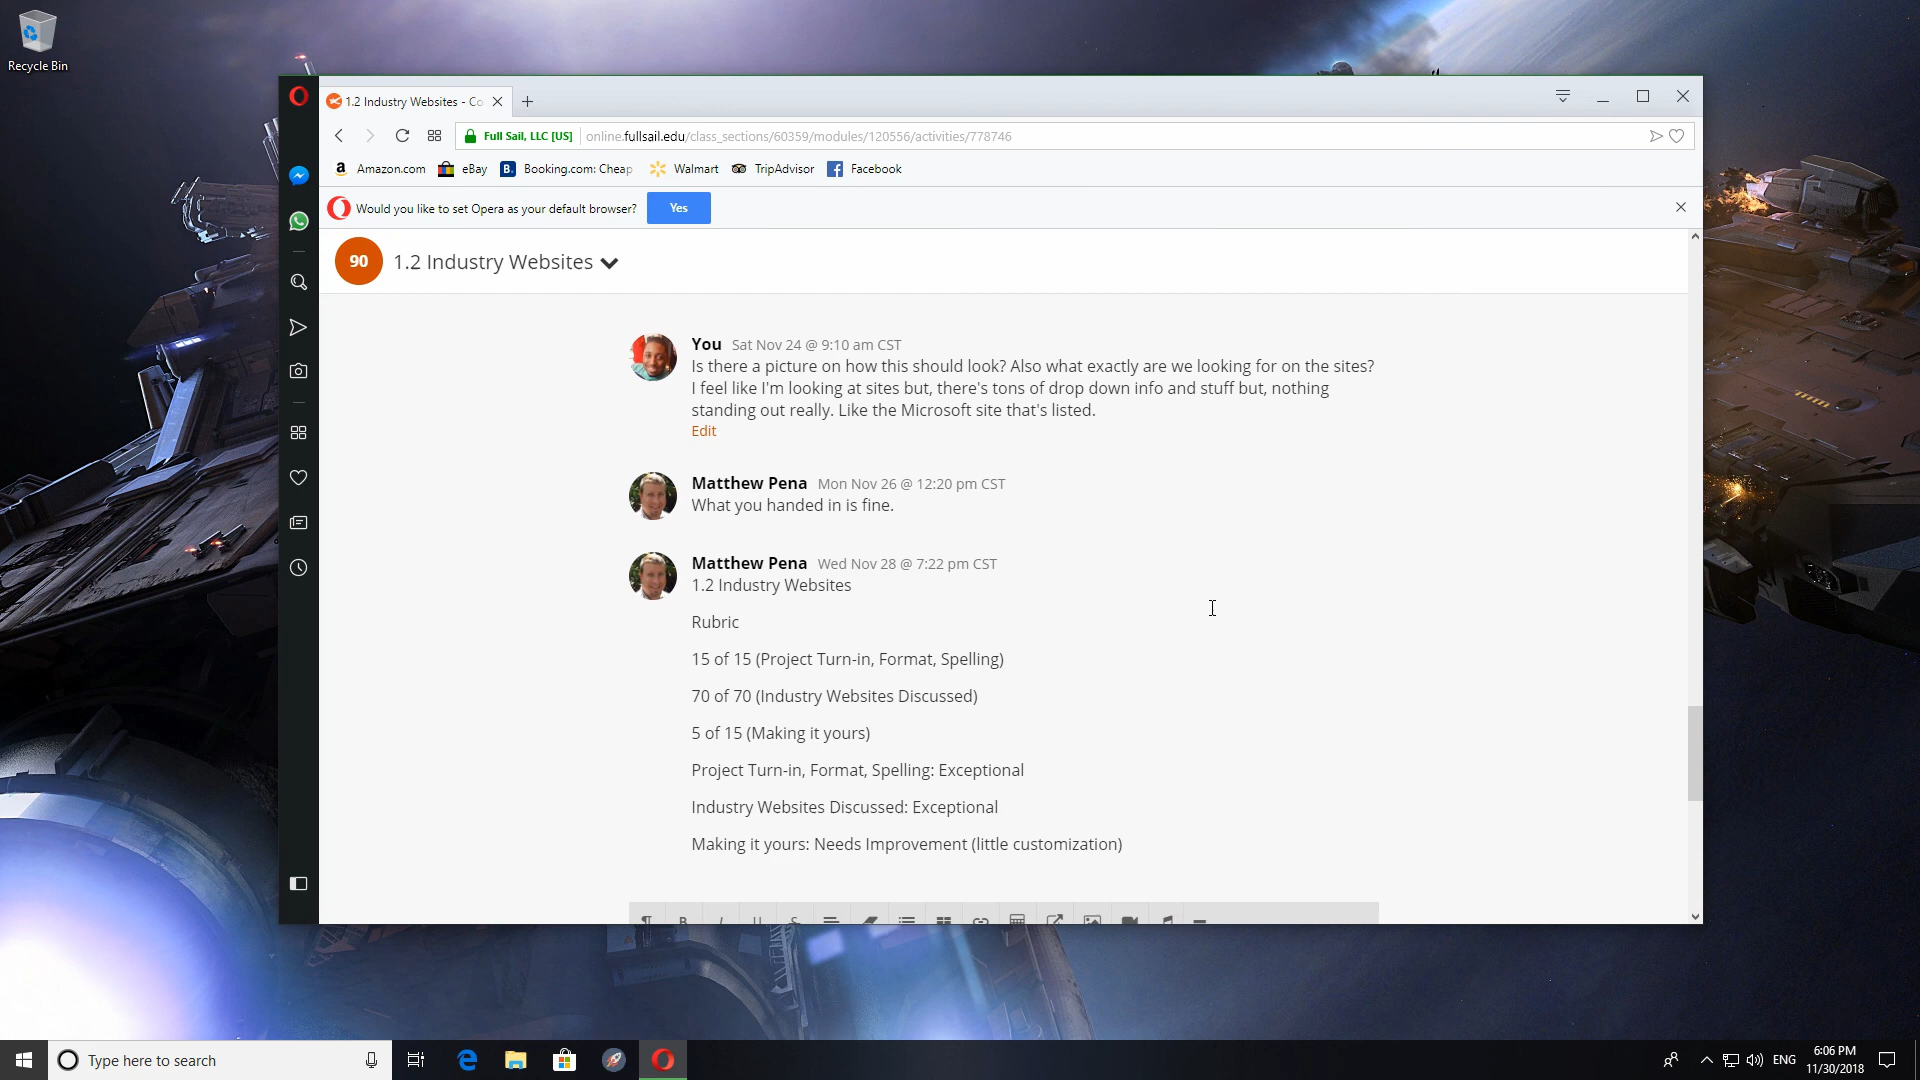 Recycle Bin
1.2 Industry Websites - Co
Full Sail, LLC [US] online.fullsail.edu/class_sections/60359/modules/120556/activities/778746
Amazon.com eBay Booking.com: Cheap Walmart TripAdvisor Facebook
Would you like to set Opera as your default browser? Yes
90 1.2 Industry Websites
You Sat Nov 24 @ 9:10 am CST
Is there a picture on how this should look? Also what exactly are we looking for on the sites?
I feel like I'm looking at sites but, there's tons of drop down info and stuff but, nothing
standing out really. Like the Microsoft site that's listed.
Edit
Matthew Pena Mon Nov 26 @ 12:20 pm CST
What you handed in is fine.
Matthew Pena Wed Nov 28 @ 7:22 pm CST
1.2 Industry Websites
Rubric
15 of 15 (Project Turn-in, Format, Spelling)
70 of 70 (Industry Websites Discussed)
5 of 15 (Making it yours)
Project Turn-in, Format, Spelling: Exceptional
Industry Websites Discussed: Exceptional
Making it yours: Needs Improvement (little customization)
Type here to search
ENG
6:06 PM
11/30/2018